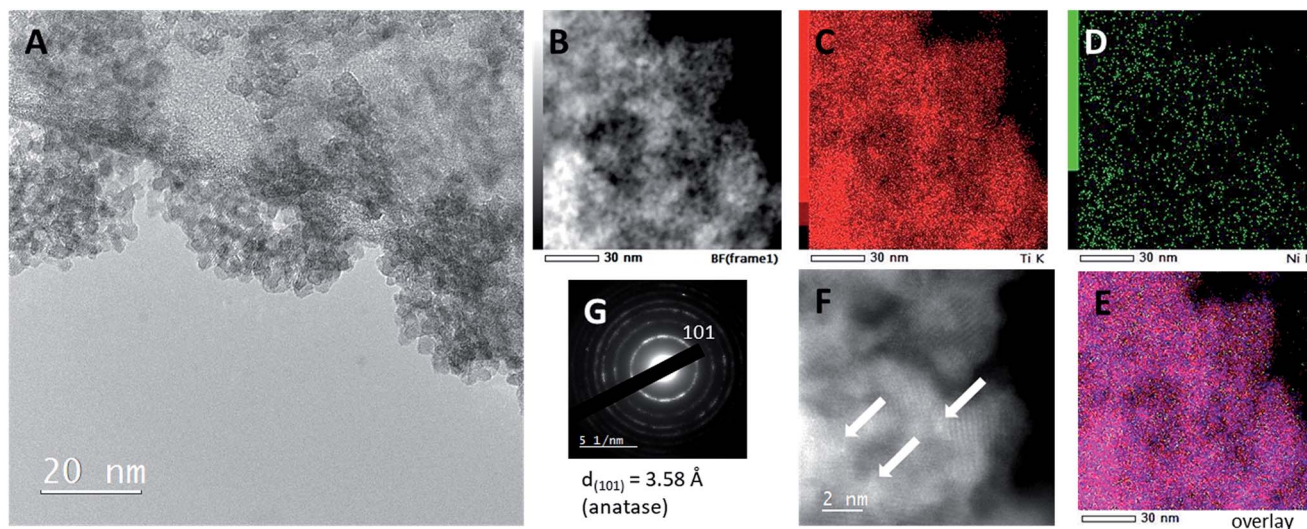 A
20 nm
B
30 nm
BF(frame1)
C
30 nm
Ti K
D
30 nm
Ni
G
101
5 1/nm
d(101) = 3.58 Å
(anatase)
F
2 nm
E
30 nm
overlay